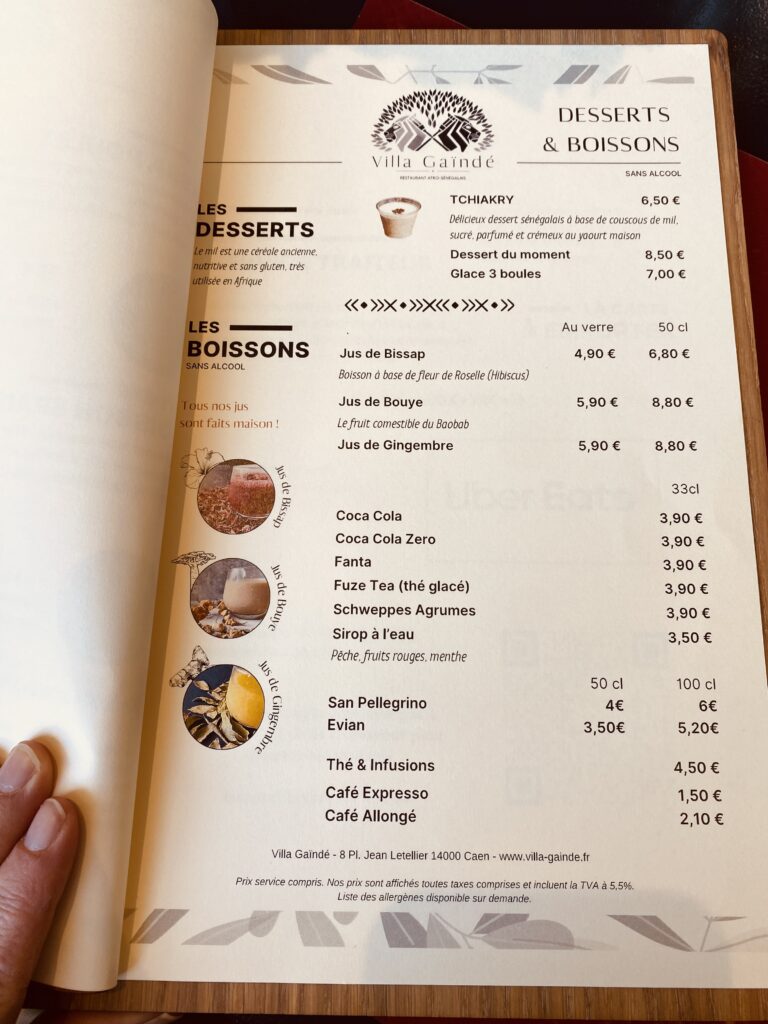 Villa Gaïndé
RESTAURANT AFRO-SÉNÉGALAIS
DESSERTS
& BOISSONS
SANS ALCOOL
LES
DESSERTS
Le mil est une céréale ancienne,
nutritive et sans gluten, très
utilisée en Afrique
TCHIAKRY 6,50 €
Délicieux dessert sénégalais à base de couscous de mil,
sucré, parfumé et crémeux au yaourt maison
Dessert du moment 8,50 €
Glace 3 boules 7,00 €
LES
BOISSONS
SANS ALCOOL
Tous nos jus
sont faits maison !
Jus de Bissap
Jus de Bouye
Jus de Gingembre
Au verre 50 cl
Jus de Bissap 4,90 € 6,80 €
Boisson à base de fleur de Roselle (Hibiscus)
Jus de Bouye 5,90 € 8,80 €
Le fruit comestible du Baobab
Jus de Gingembre 5,90 € 8,80 €
33cl
Coca Cola 3,90 €
Coca Cola Zero 3,90 €
Fanta 3,90 €
Fuze Tea (thé glacé) 3,90 €
Schweppes Agrumes 3,90 €
Sirop à l'eau 3,50 €
Pêche, fruits rouges, menthe
50 cl 100 cl
San Pellegrino 4€ 6€
Evian 3,50€ 5,20€
Thé & Infusions 4,50 €
Café Expresso 1,50 €
Café Allongé 2,10 €
Villa Gaïndé - 8 Pl. Jean Letellier 14000 Caen - www.villa-gainde.fr
Prix service compris. Nos prix sont affichés toutes taxes comprises et incluent la TVA à 5,5%.
Liste des allergènes disponible sur demande.